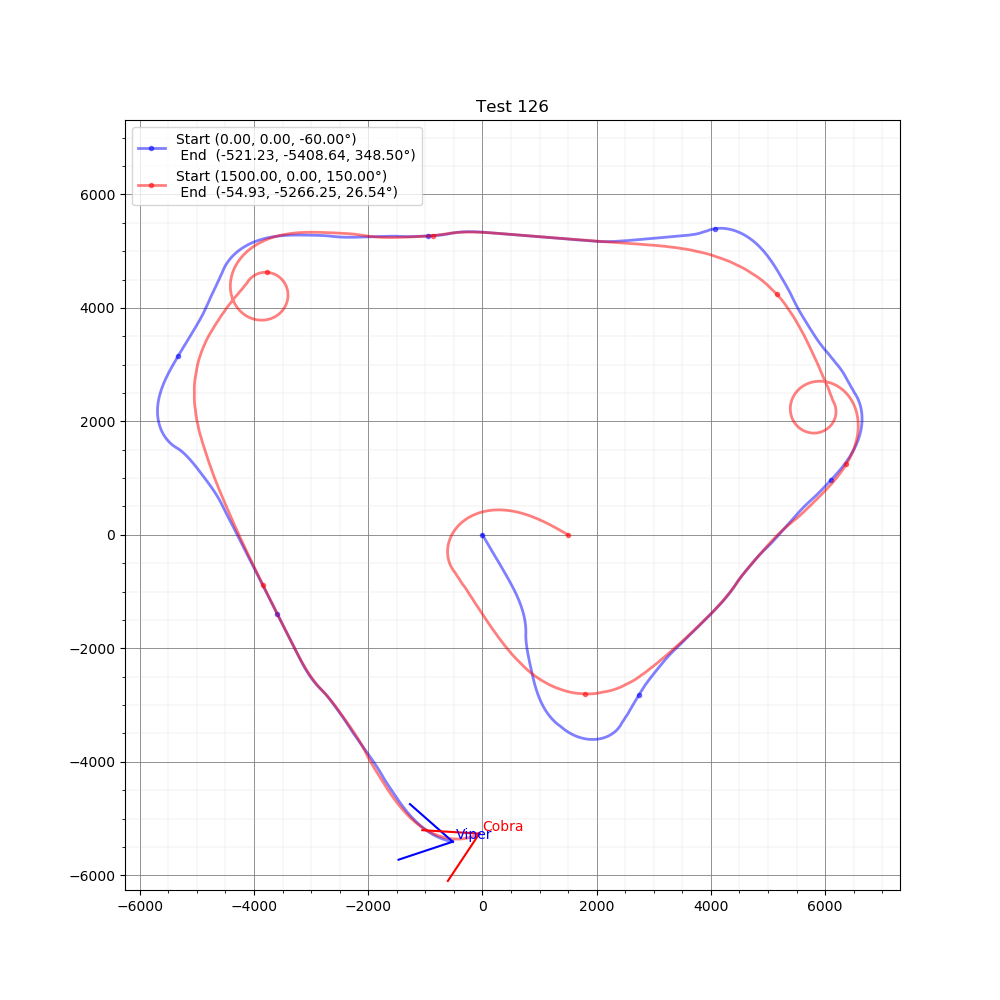 Test 126
Start (0.00, 0.00, -60.00°)
End (-521.23, -5408.64, 348.50°)
Start (1500.00, 0.00, 150.00°)
End (-54.93, -5266.25, 26.54°)
6000
4000
2000
0
−2000
−4000
−6000
Cobra
Viper
−6000 −4000 −2000 0 2000 4000 6000